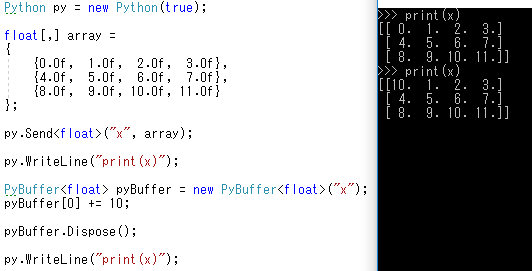 Python py = new Python(true);
float[,] array =
{
{0.0f, 1.0f, 2.0f, 3.0f},
{4.0f, 5.0f, 6.0f, 7.0f},
{8.0f, 9.0f, 10.0f, 11.0f}
};
py.Send<float>("x", array);
py.WriteLine("print(x)");
PyBuffer<float> pyBuffer = new PyBuffer<float>("x");
pyBuffer[0] += 10;
pyBuffer.Dispose();
py.WriteLine("print(x)");
>>> print(x)
[[ 0. 1. 2. 3.]
[ 4. 5. 6. 7.]
[ 8. 9. 10. 11.]]
>>> print(x)
[[10. 1. 2. 3.]
[ 4. 5. 6. 7.]
[ 8. 9. 10. 11.]]